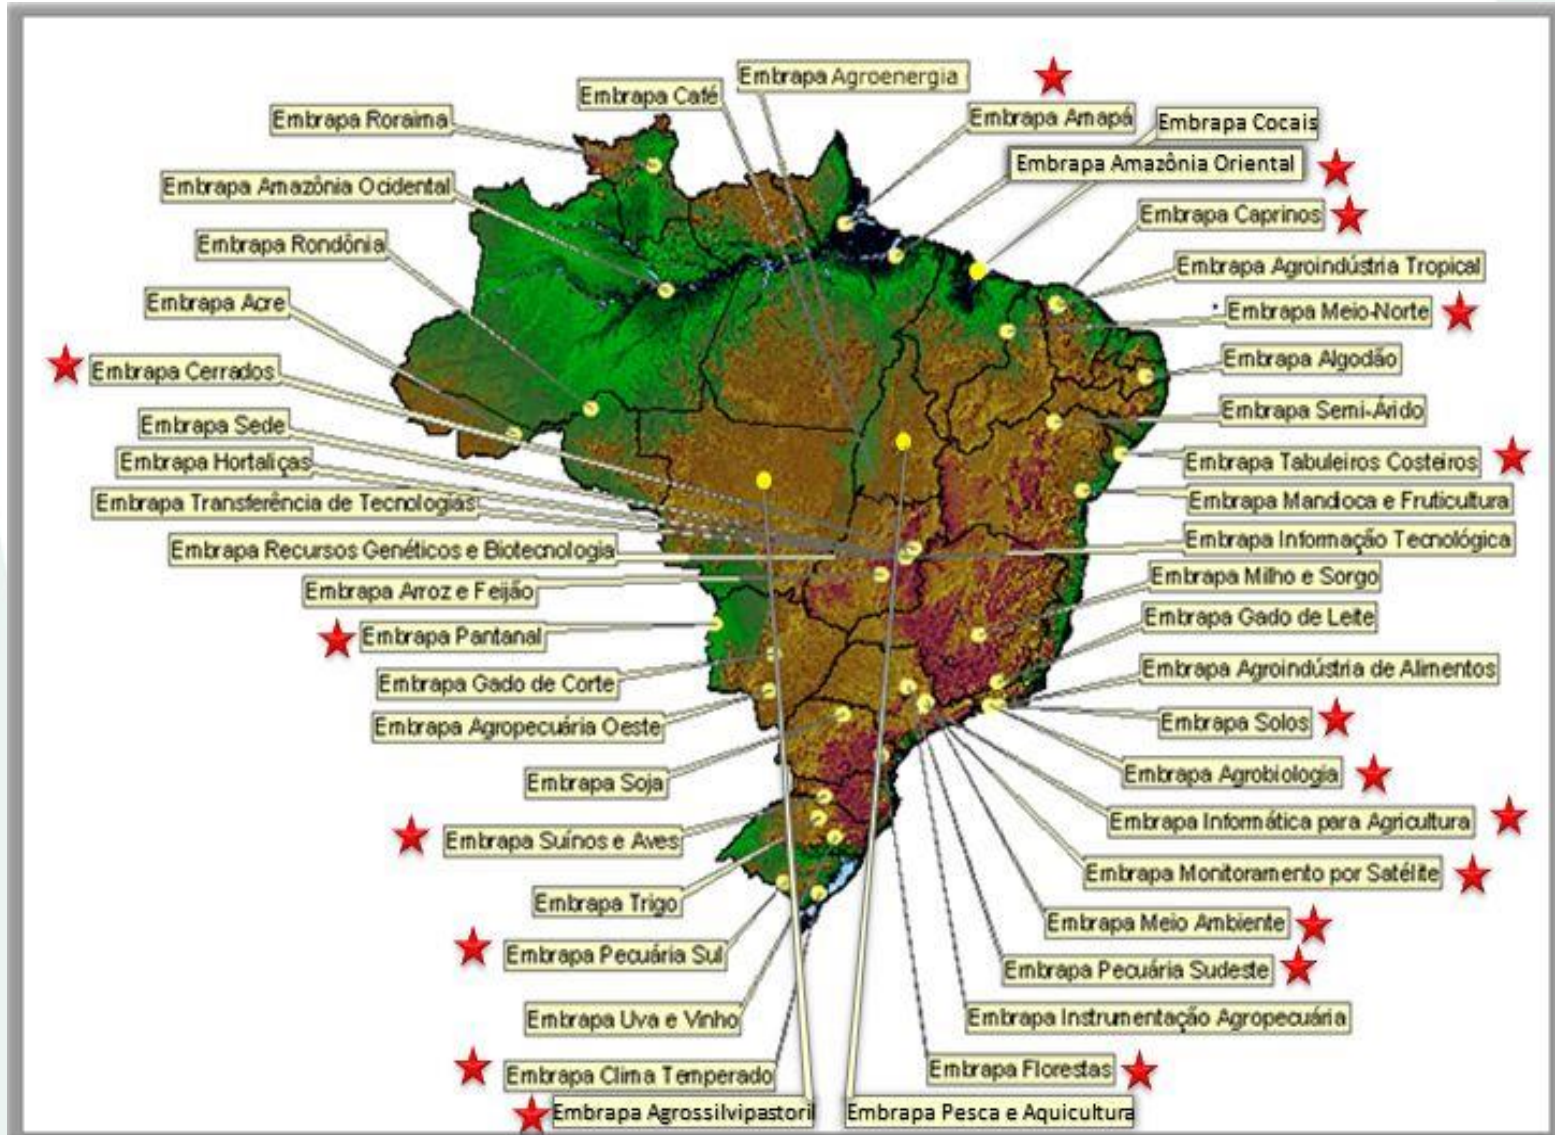 Embrapa Agroenergia
Embrapa Café
Embrapa Roraima
Embrapa Amapá
Embrapa Cocais
Embrapa Amazônia Oriental
Embrapa Amazônia Ocidental
Embrapa Caprinos
Embrapa Rondônia
Embrapa Agroindústria Tropical
Embrapa Acre
Embrapa Meio-Norte
Embrapa Cerrados
Embrapa Algodão
Embrapa Sede
Embrapa Semi-Árido
Embrapa Hortaliças
Embrapa Tabuleiros Costeiros
Embrapa Transferência de Tecnologias
Embrapa Mandioca e Fruticultura
Embrapa Recursos Genéticos e Biotecnologia
Embrapa Informação Tecnológica
Embrapa Arroz e Feijão
Embrapa Milho e Sorgo
Embrapa Pantanal
Embrapa Gado de Leite
Embrapa Gado de Corte
Embrapa Agroindústria de Alimentos
Embrapa Agropecuária Oeste
Embrapa Solos
Embrapa Soja
Embrapa Agrobiologia
Embrapa Suínos e Aves
Embrapa Informática para Agricultura
Embrapa Monitoramento por Satélite
Embrapa Trigo
Embrapa Meio Ambiente
Embrapa Pecuária Sul
Embrapa Pecuária Sudeste
Embrapa Uva e Vinho
Embrapa Instrumentação Agropecuária
Embrapa Clima Temperado
Embrapa Florestas
Embrapa Agrossilvipastoril
Embrapa Pesca e Aquicultura